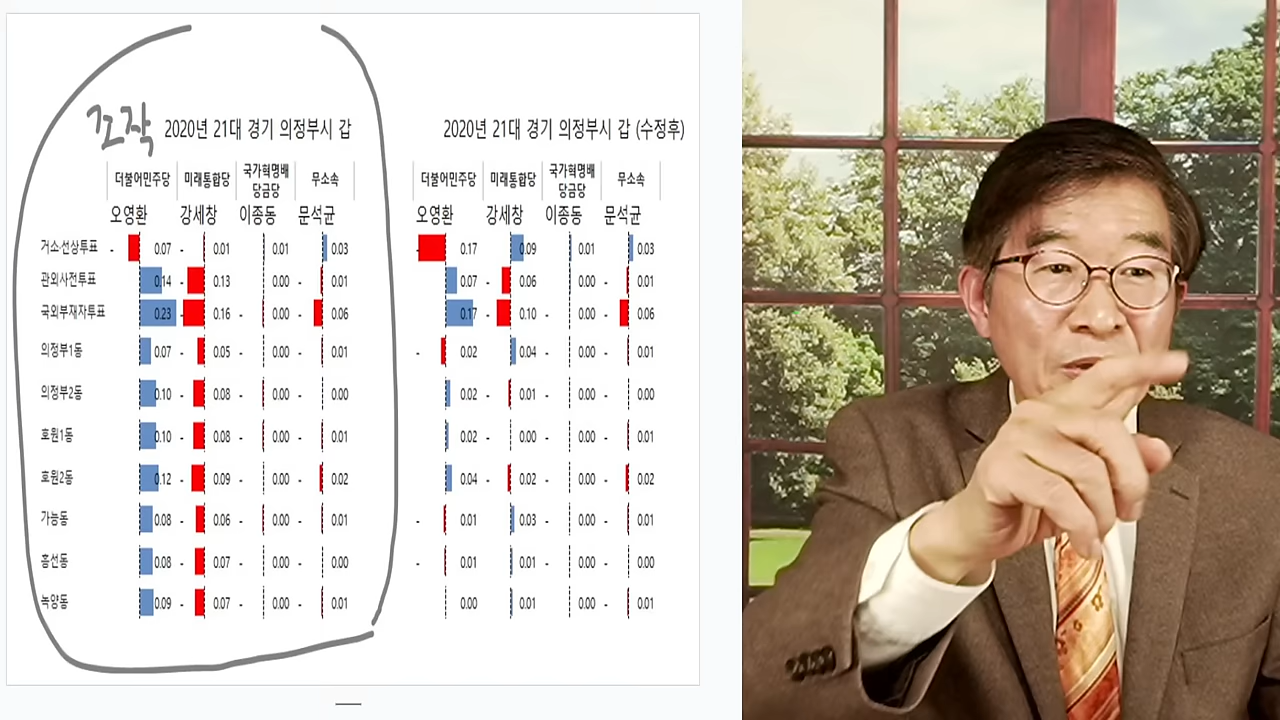 조작
2020년 21대 경기 의정부시 갑
더불어민주당 미래통합당 국가혁명배당금당 무소속
오영환 강세창 이종동 문석균
거소·선상투표 - 0.07 - 0.01 0.01 0.03
관외사전투표 0.14 - 0.13 0.00 - 0.01
국외부재자투표 0.23 - 0.16 - 0.00 - 0.06
의정부1동 0.07 - 0.05 - 0.00 - 0.01
의정부2동 0.10 - 0.08 - 0.00 - 0.00
호원1동 0.10 - 0.08 - 0.00 - 0.01
호원2동 0.12 - 0.09 - 0.00 - 0.02
가능동 0.08 - 0.06 - 0.00 - 0.01
흥선동 0.08 - 0.07 - 0.00 - 0.00
녹양동 0.09 - 0.07 - 0.00 - 0.01
2020년 21대 경기 의정부시 갑 (수정후)
더불어민주당 미래통합당 국가혁명배당금당 무소속
오영환 강세창 이종동 문석균
- 0.17 0.09 0.01 0.03
0.07 - 0.06 0.00 - 0.01
0.17 - 0.10 - 0.00 - 0.06
- 0.02 0.04 - 0.00 - 0.01
0.02 - 0.01 - 0.00 - 0.00
0.02 - 0.00 - 0.00 - 0.01
0.04 - 0.02 - 0.00 - 0.02
- 0.01 0.03 - 0.00 - 0.01
- 0.01 0.01 - 0.00 - 0.00
0.00 0.01 - 0.00 - 0.01